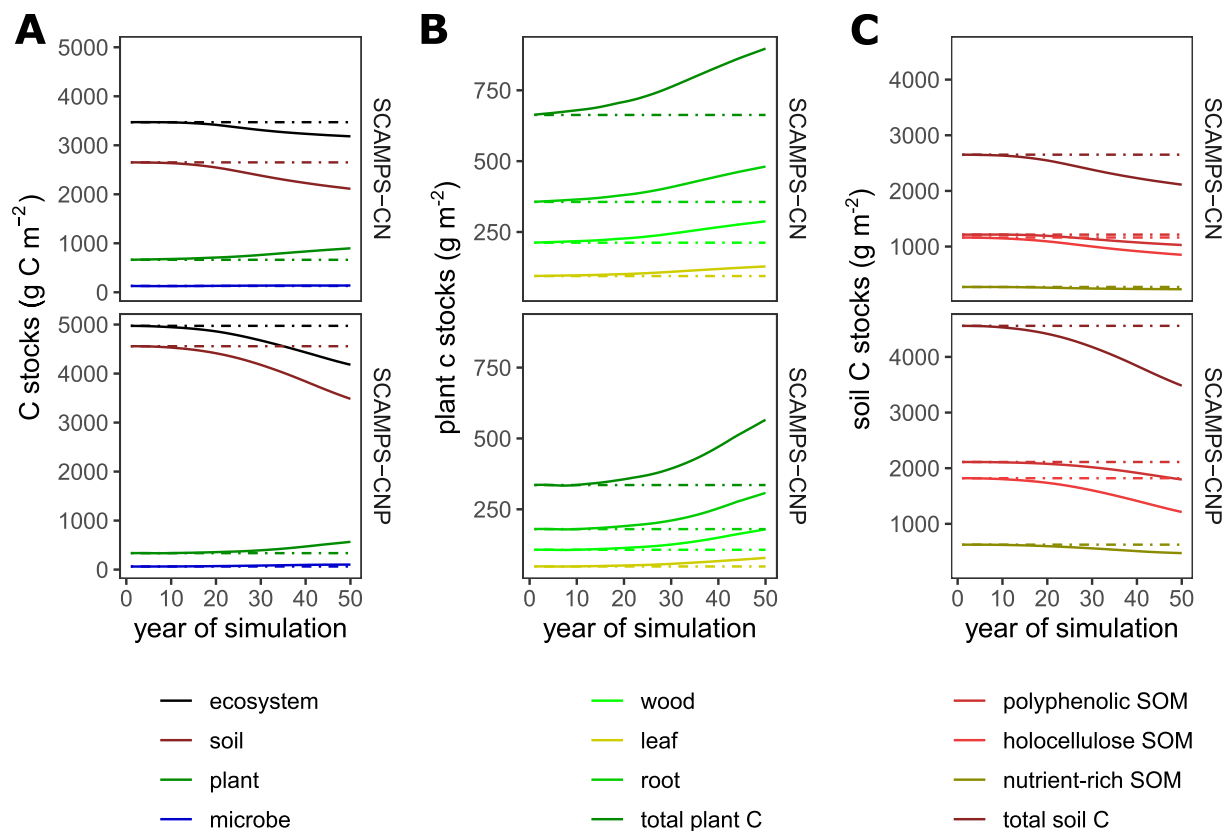 A
B
C
5000
4000
3000
2000
1000
0
5000
4000
3000
2000
1000
0
C stocks (g C m⁻²)
SCAMPS−CN
SCAMPS−CNP
0 10 20 30 40 50
year of simulation
750
500
250
750
500
250
plant c stocks (g m⁻²)
SCAMPS−CN
SCAMPS−CNP
0 10 20 30 40 50
year of simulation
4000
3000
2000
1000
4000
3000
2000
1000
soil C stocks (g m⁻²)
SCAMPS−CN
SCAMPS−CNP
0 10 20 30 40 50
year of simulation
ecosystem
soil
plant
microbe
wood
leaf
root
total plant C
polyphenolic SOM
holocellulose SOM
nutrient-rich SOM
total soil C